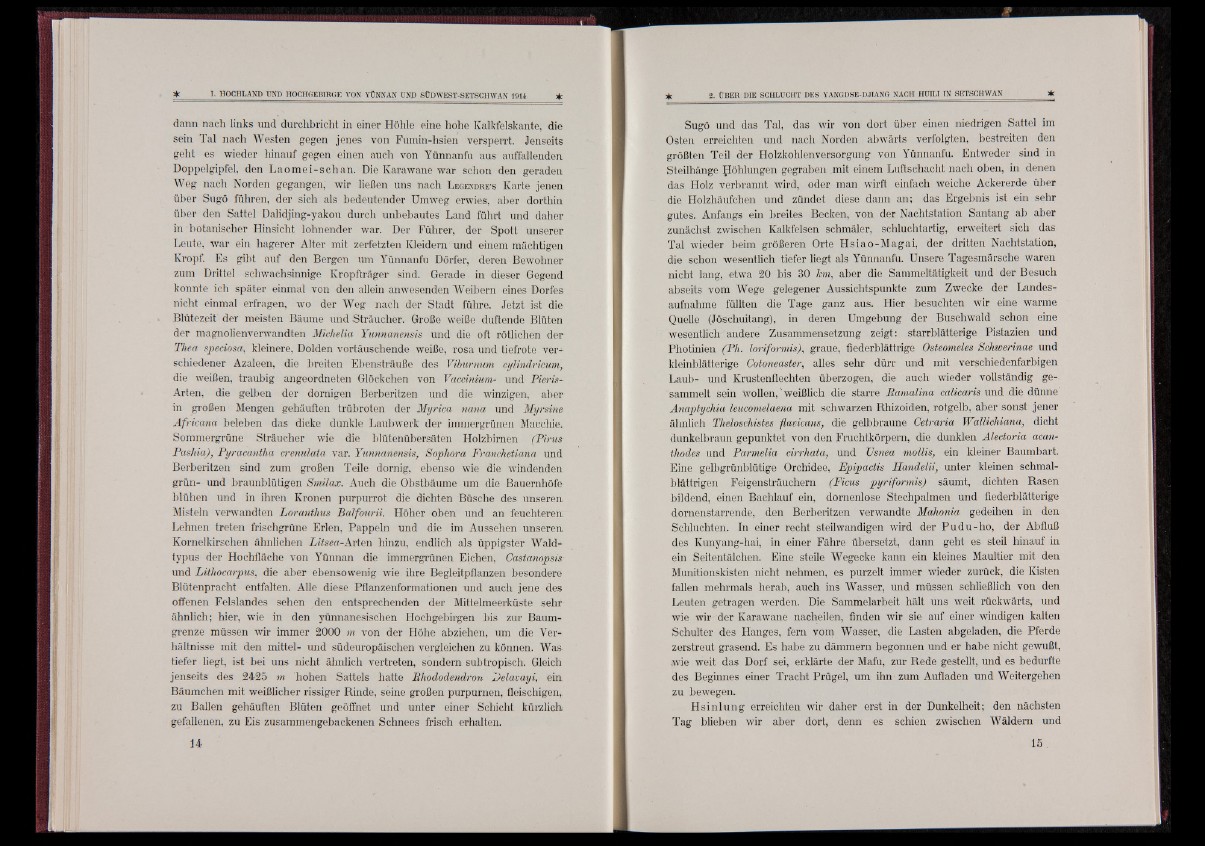 * 1. HOCHLAND UND HOCHGEBIRGE VON YÜNNAN UND SÜDWEST-SETSCHWAN 1914 *
dann nach links und durchbricht in einer Höhle eine hohe Kalkfelskante, die
sein Tal nach Westen gegen jenes von Fumin-hsien versperrt. Jenseits
geht es wieder hinauf gegen einen auch von Yünnanfu aus auffallenden
Doppelgipfel, den Laomei-schan. Die Karawane war schon den geraden
Weg nach Norden gegangen, wir ließen uns nach LEGENDRE's Karte jenen
über Sugö führen, der sich als bedeutender Umweg erwies, aber dorthin
über den Sattel Dalidjing-yakou durch unbebautes Land führt und daher
in botanischer Hinsicht lohnender war. Der Führer, der Spott unserer
Leute, war ein hagerer Alter mit zerfetzten Kleidern und einem mächtigen
Kropf. Es gibt auf den Bergen um Yünnanfu Dörfer, deren Bewohner
zum Drittel schwachsinnige Kropfträger sind. Gerade in dieser Gegend
konnte ich später einmal von den allein anwesenden Weibern eines Dorfes
nicht einmal erfragen, wo der Weg nach der Stadt führe. Jetzt ist die
Blütezeit der meisten Bäume und Sträucher. Große weiße duftende Blüten
der magnolienverwandten Michelia Yunnanensis und die oft rötlichen der
Thea speciosa, kleinere, Dolden vortäuschende weiße, rosa und tiefrote ver-
schiedener Azaleen, die breiten Ebensträuße des Viburnum cylindricum,
die weißen, traubig angeordneten Glöckchen von Vaccinium- und Pieris-
Arten, die gelben der dornigen Berberitzen und die winzigen, aber
in großen Mengen gehäuften trübroten der Myrica nana und Myrsine
Africana beleben das dicke dunkle Laubwerk der immergrünen Macchie.
Sommergrüne Sträucher wie die blütenübersäten Holzbirnen (Pirus
Pashia), Pyracantha crenulata var. Yunnanensis, Sophora Franchetiana und
Berberitzen sind zum großen Teile dornig, ebenso wie die windenden
grün- und braunblütigen Smilax. Auch die Obstbäume um die Bauernhöfe
blühen und in ihren Kronen purpurrot die dichten Büsche des unseren
Misteln verwandten Loranthus Balfourii. Höher oben und an feuchteren
Lehnen treten frischgrüne Erlen, Pappeln und die im Aussehen unseren
Kornelkirschen ähnlichen Litsea-Arten hinzu, endlich als üppigster Wald-
typus der Hochfläche von Yünnan die immergrünen Eichen, Castanopsis
und Lithocarpus, die aber ebensowenig wie ihre Begleitpflanzen besondere
Blütenpracht entfalten. Alle diese Pflanzenformationen und auch jene des
offenen Felslandes sehen den entsprechenden der Mittelmeerküste sehr
ähnlich; hier, wie in den yünnanesischen Hochgebirgen bis zur Baum-
grenze müssen wir immer 2000 m von der Höhe abziehen, um die Ver-
hältnisse mit den mittel- und südeuropäischen vergleichen zu können. Was
tiefer liegt, ist bei uns nicht ähnlich vertreten, sondern subtropisch. Gleich
jenseits des 2425 m hohen Sattels hatte Rhododendron Delavayi, ein
Bäumchen mit weißlicher rissiger Rinde, seine großen purpurnen, fleischigen,
zu Ballen gehäuften Blüten geöffnet und unter einer Schicht kürzlich
gefallenen, zu Eis zusammengebackenen Schnees frisch erhalten.
14
* 2. ÜBER DIE SCHLUCHT DES YANGDSE-DJIANG NACH HUILI IN SETSCHWAN *
Sugö und das Tal, das wir von dort über einen niedrigen Sattel im
Osten erreichten und nach Norden abwärts verfolgten, bestreiten den
größten Teil der Holzkohlenversorgung von Yünnanfu. Entweder sind in
Steilhänge Höhlungen gegraben mit einem Luftschacht nach oben, in denen
das Holz verbrannt wird, oder man wirft einfach weiche Ackererde über
die Holzhäufchen und zündet diese dann an; das Ergebnis ist ein sehr
gutes. Anfangs ein breites Becken, von der Nachtstation Santang ab aber
zunächst zwischen Kalkfelsen schmäler, schluchtartig, erweitert sich das
Tal wieder beim größeren Orte Hsiao-Magai, der dritten Nachtstation,
die schon wesentlich tiefer liegt als Yünnanfu. Unsere Tagesmärsche waren
nicht lang, etwa 20 bis 30 km, aber die Sammeltätigkeit und der Besuch
abseits vom Wege gelegener Aussichtspunkte zum Zwecke der Landes-
aufnahme füllten die Tage ganz aus. Hier besuchten wir eine warme
Quelle (Jöschuitang), in deren Umgebung der Buschwald schon eine
wesentlich andere Zusammensetzung zeigt: starrblätterige Pistazien und
Photinien (Ph. loriformis), graue, fiederblättrige Osteomeles Schwerinae und
kleinblätterige Cotoneaster, alles sehr dürr und mit verschiedenfarbigen
Laub- und Krustenflechten überzogen, die auch wieder vollständig ge-
sammelt sein wollen, weißlich die starre Ramalina calicaris und die dünne
Anaptychia leucomelaena mit schwarzen Rhizoiden, rotgelb, aber sonst jener
ähnlich Theloschistes flavicans, die gelbbraune Cetraria Wallichiana, dicht
dunkelbraun gepunktet von den Fruchtkörpern, die dunklen Alectoria acan-
thodes und Parmelia cirrhata, und Usnea mollis, ein kleiner Baumbart.
Eine gelbgrünblütige Orchidee, Epipactis Handelii, unter kleinen schmal-
blättrigen Feigensträuchern (Ficus pyriformis) säumt, dichten Rasen
bildend, einen Bachlauf ein, dornenlose Stechpalmen und fiederblätterige
dornenstarrende, den Berberitzen verwandte Mahonia gedeihen in den
Schluchten. In einer recht steilwandigen wird der Pudu-ho, der Abfluß
des Kunyang-hai, in einer Fähre übersetzt, dann geht es steil hinauf in
ein Seitentälchen. Eine steile Wegecke kann ein kleines Maultier mit den
Munitionskisten nicht nehmen, es purzelt immer wieder zurück, die Kisten
fallen mehrmals herab, auch ins Wasser, und müssen schließlich von den
Leuten getragen werden. Die Sammelarbeit hält uns weit rückwärts, und
wie wir der Karawane nacheilen, finden wir sie auf einer windigen kalten
Schulter des Hanges, fern vom Wasser, die Lasten abgeladen, die Pferde
zerstreut grasend. Es habe zu dämmern begonnen und er habe nicht gewußt,
wie weit das Dorf sei, erklärte der Mafu, zur Rede gestellt, und es bedurfte
des Beginnes einer Tracht Prügel, um ihn zum Aufladen und Weitergehen
zu bewegen.
Hsinlung erreichten wir daher erst in der Dunkelheit; den nächsten
Tag blieben wir aber dort, denn es schien zwischen Wäldern und
15